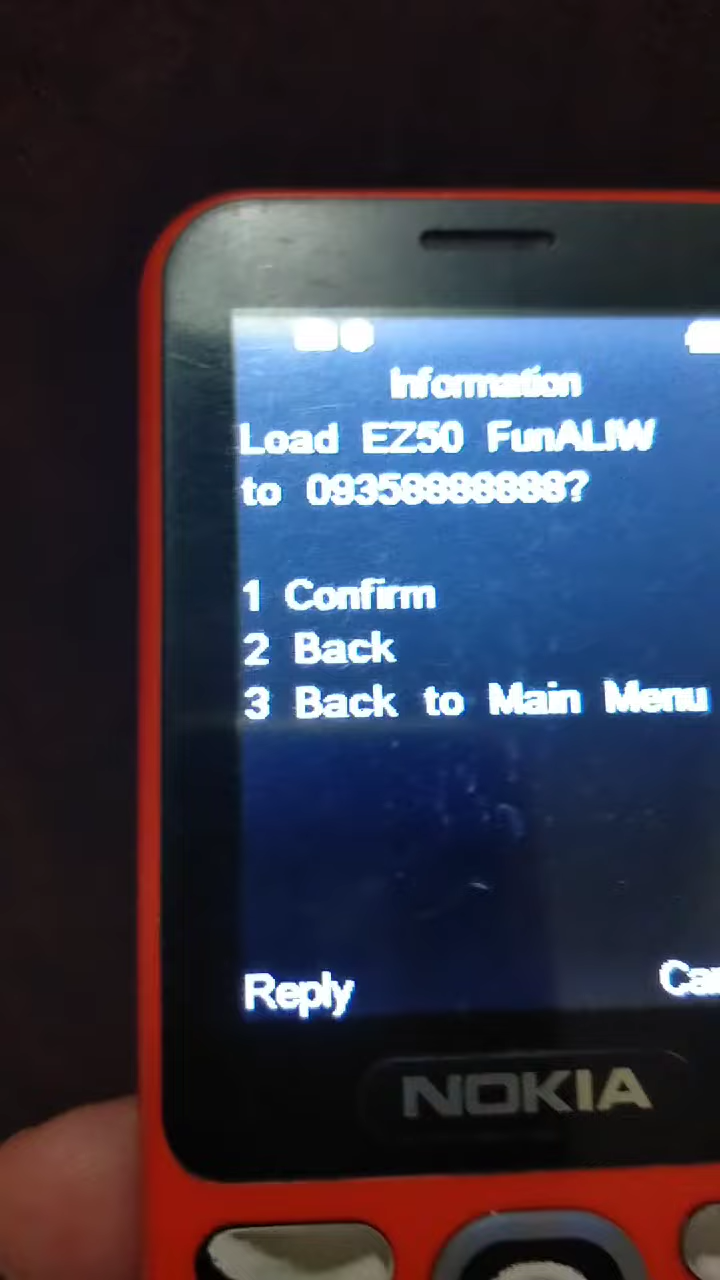 Information
Load EZ50 FunALIW
to 09358888888?
1 Confirm
2 Back
3 Back to Main Menu
Reply
NOKIA